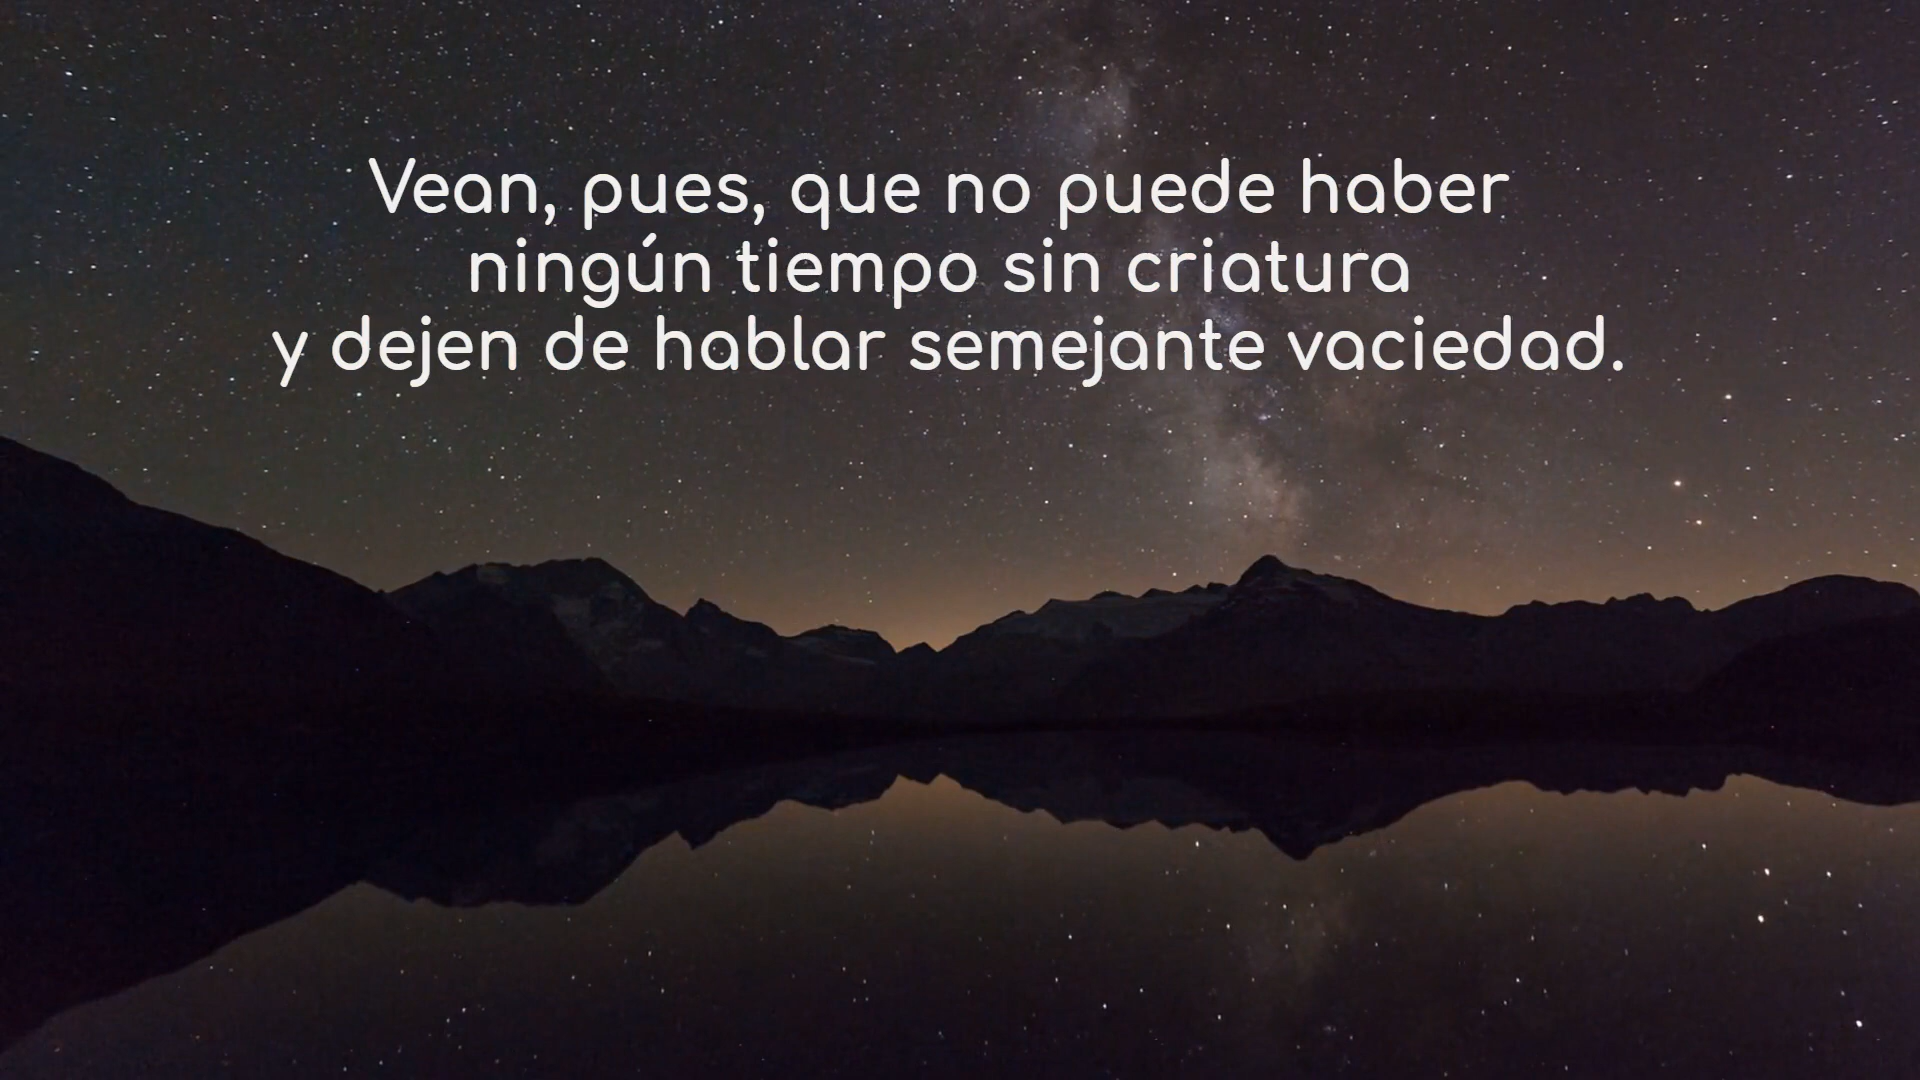 Vean, pues, que no puede haber
ningún tiempo sin criatura
y dejen de hablar semejante vaciedad.